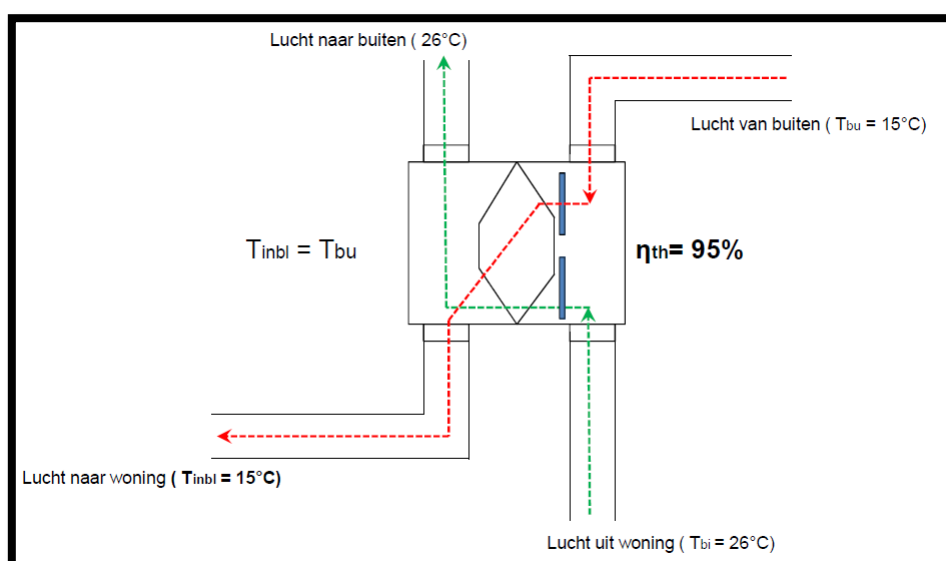 Lucht naar buiten ( 26°C)
Lucht van buiten ( Tbu = 15°C)
Tinbl = Tbu
ηth= 95%
Lucht naar woning ( Tinbl = 15°C)
Lucht uit woning ( Tbi = 26°C)